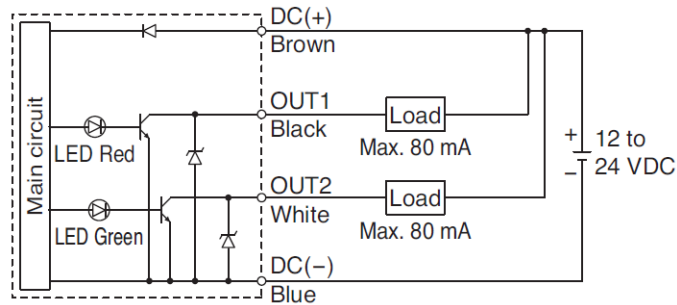 DC(+)
Brown
Main circuit
OUT1
Black
Load
Max. 80 mA
LED Red
+
12 to
−
24 VDC
OUT2
White
Load
Max. 80 mA
LED Green
DC(−)
Blue